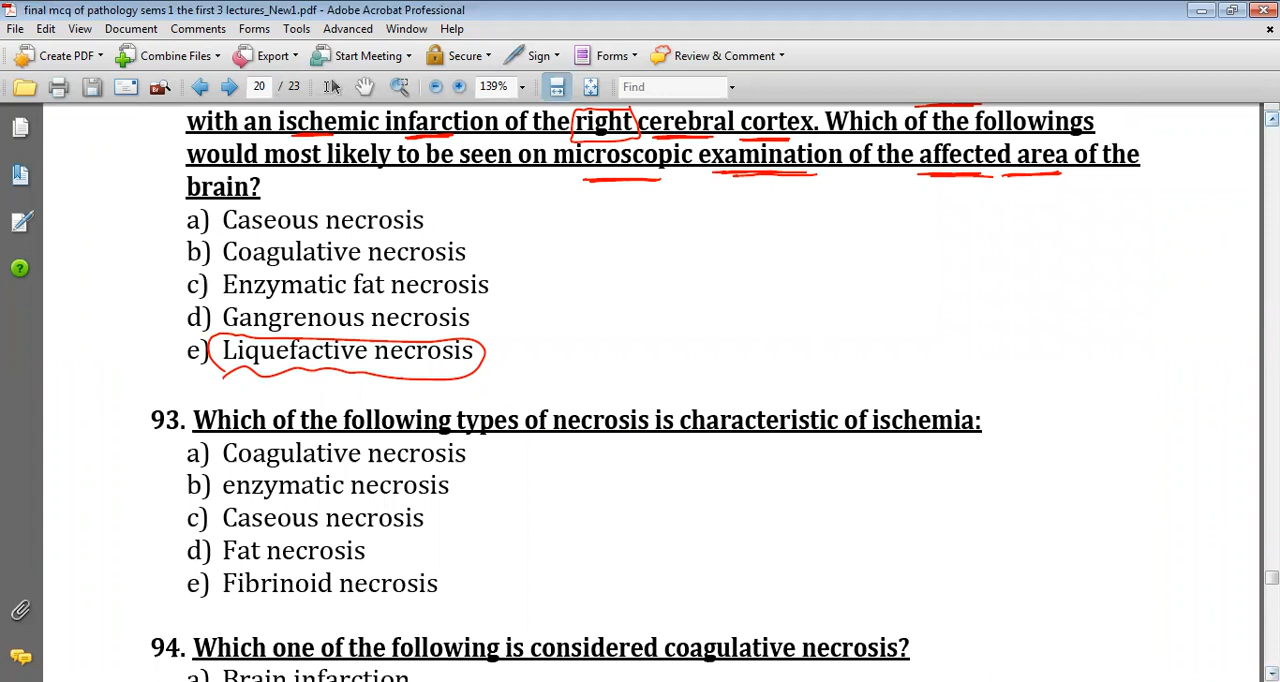 final mcq of pathology sems 1 the first 3 lectures_New1.pdf - Adobe Acrobat Professional
File Edit View Document Comments Forms Tools Advanced Window Help
Create PDF Combine Files Export Start Meeting Secure Sign Forms Review & Comment
20 / 23 139% Find
with an ischemic infarction of the right cerebral cortex. Which of the followings
would most likely to be seen on microscopic examination of the affected area of the
brain?
a) Caseous necrosis
b) Coagulative necrosis
c) Enzymatic fat necrosis
d) Gangrenous necrosis
e) Liquefactive necrosis
93. Which of the following types of necrosis is characteristic of ischemia:
a) Coagulative necrosis
b) enzymatic necrosis
c) Caseous necrosis
d) Fat necrosis
e) Fibrinoid necrosis
94. Which one of the following is considered coagulative necrosis?
a) Brain infarction